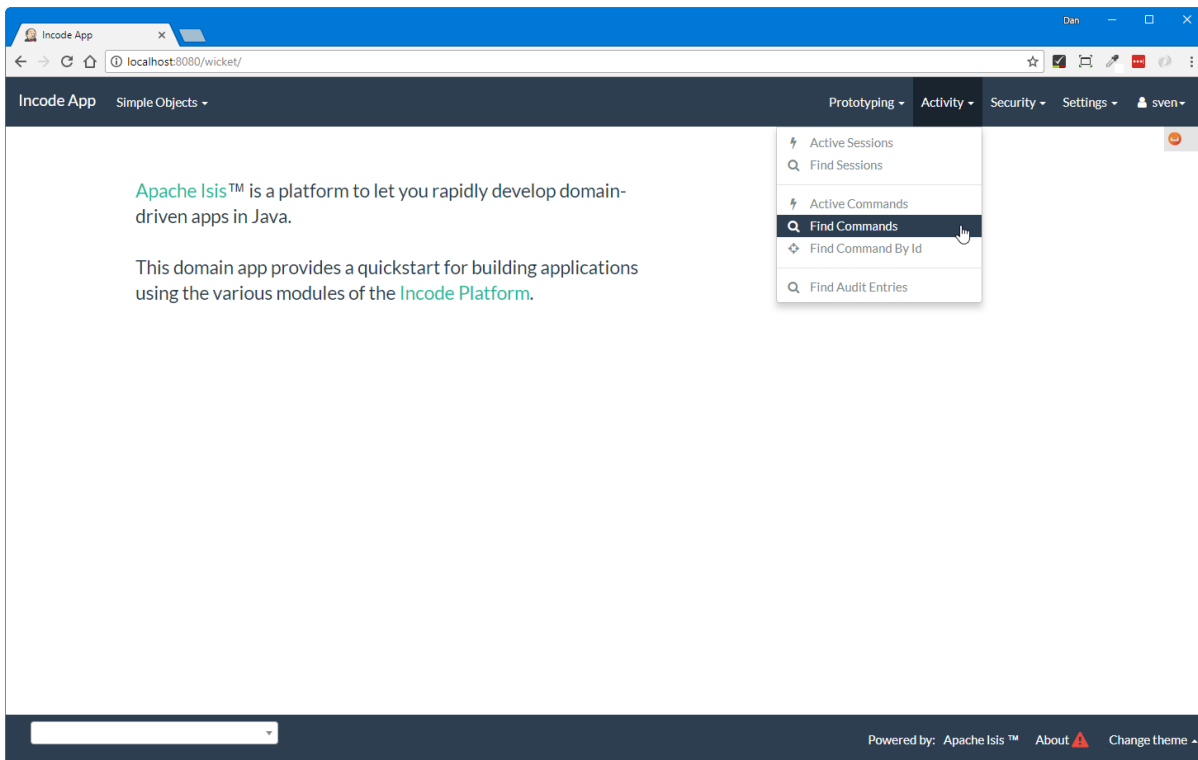 Dan
Incode App
localhost:8080/wicket/
Incode App Simple Objects Prototyping Activity Security Settings sven
Active Sessions
Find Sessions
Active Commands
Find Commands
Find Command By Id
Find Audit Entries
Apache Isis™ is a platform to let you rapidly develop domain-
driven apps in Java.
This domain app provides a quickstart for building applications
using the various modules of the Incode Platform.
Powered by: Apache Isis ™ About Change theme